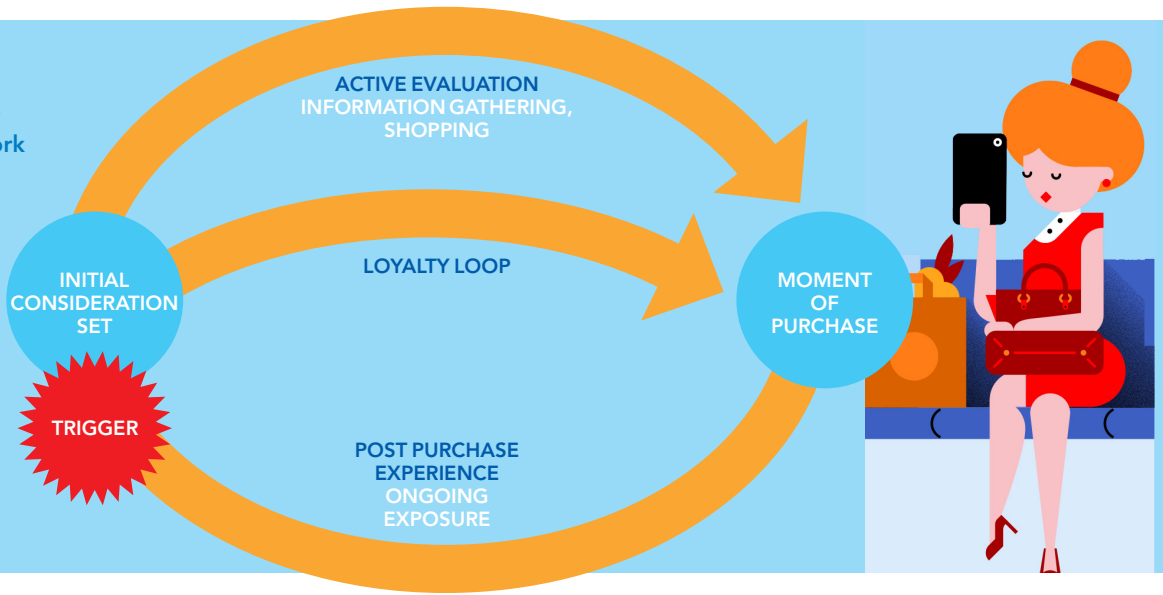 ork
ACTIVE EVALUATION
INFORMATION GATHERING,
SHOPPING
LOYALTY LOOP
INITIAL
CONSIDERATION
SET
MOMENT
OF
PURCHASE
TRIGGER
POST PURCHASE
EXPERIENCE
ONGOING
EXPOSURE